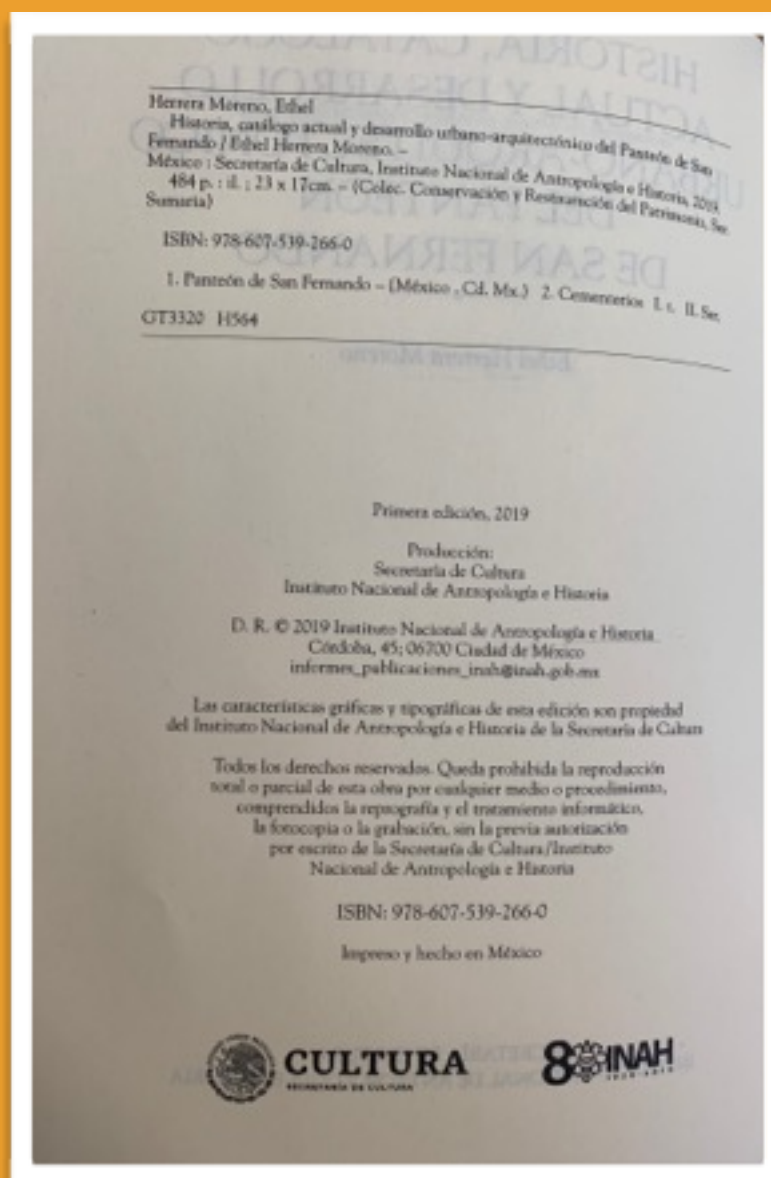 Herrera Moreno, Ethel
Historia, catálogo actual y desarrollo urbano-arquitectónico del Panteón de San
Fernando / Ethel Herrera Moreno. –
México : Secretaría de Cultura, Instituto Nacional de Antropología e Historia, 2019.
484 p. : il. ; 23 x 17cm. – (Colec. Conservación y Restauración del Patrimonio, Ser.
Sumaria)
ISBN: 978-607-539-266-0
1. Panteón de San Fernando – (México , Cd. Mx.) 2. Cementerios I. t. II. Ser.
GT3320 H564
Primera edición, 2019
Producción:
Secretaría de Cultura
Instituto Nacional de Antropología e Historia
D. R. © 2019 Instituto Nacional de Antropología e Historia
Córdoba, 45; 06700 Ciudad de México
informes_publicaciones_inah@inah.gob.mx
Las características gráficas y tipográficas de esta edición son propiedad
del Instituto Nacional de Antropología e Historia de la Secretaría de Cultura
Todos los derechos reservados. Queda prohibida la reproducción
total o parcial de esta obra por cualquier medio o procedimiento,
comprendidos la reprografía y el tratamiento informático,
la fotocopia o la grabación, sin la previa autorización
por escrito de la Secretaría de Cultura/Instituto
Nacional de Antropología e Historia
ISBN: 978-607-539-266-0
Impreso y hecho en México
CULTURA
SECRETARÍA DE CULTURA
80 INAH